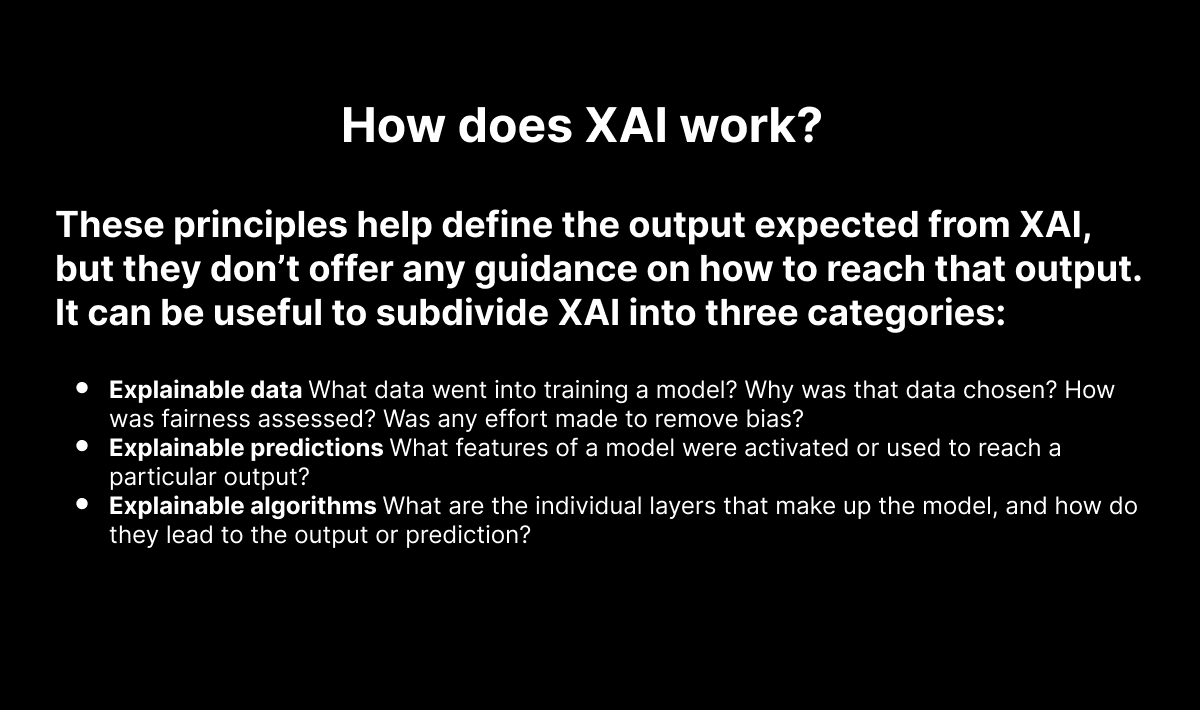 How does XAI work?
These principles help define the output expected from XAI,
but they don’t offer any guidance on how to reach that output.
It can be useful to subdivide XAI into three categories:
• Explainable data What data went into training a model? Why was that data chosen? How
was fairness assessed? Was any effort made to remove bias?
• Explainable predictions What features of a model were activated or used to reach a
particular output?
• Explainable algorithms What are the individual layers that make up the model, and how do
they lead to the output or prediction?